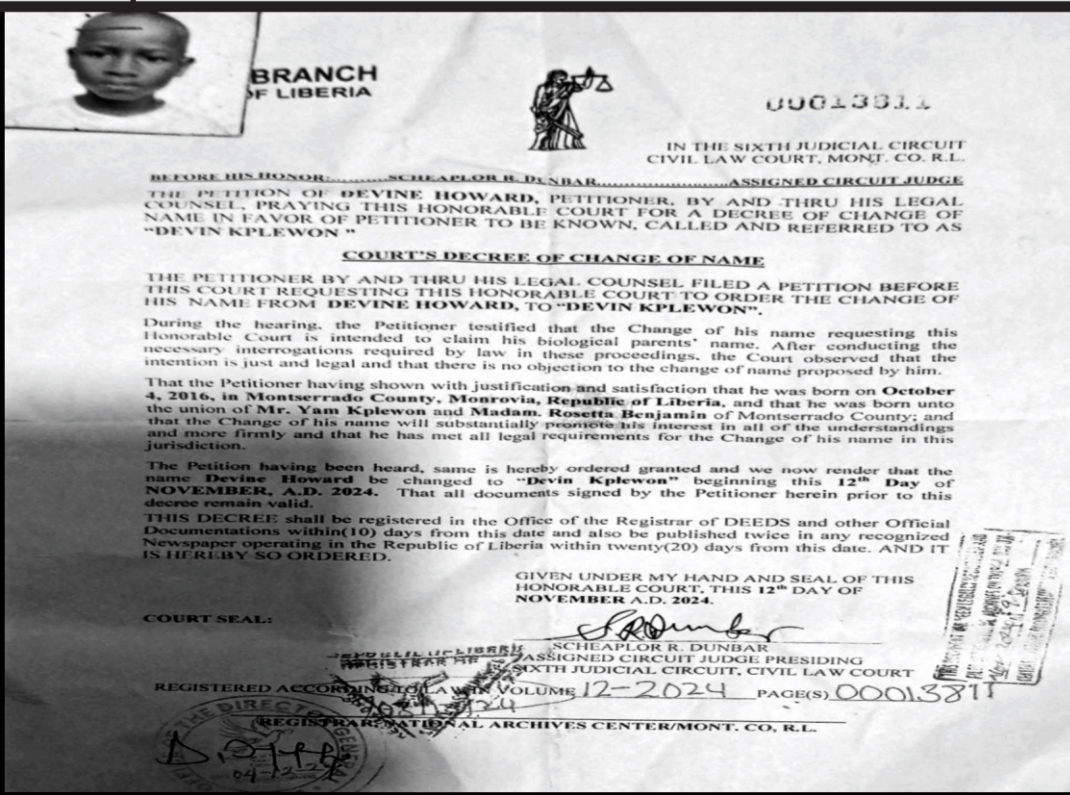 BRANCH
OF LIBERIA
00013811
IN THE SIXTH JUDICIAL CIRCUIT
CIVIL LAW COURT, MONT. CO. R.L.
BEFORE HIS HONOR:.........SCHEAPLOR R. DUNBAR........................ASSIGNED CIRCUIT JUDGE
THE PETITION OF DEVINE HOWARD, PETITIONER, BY AND THRU HIS LEGAL
COUNSEL, PRAYING THIS HONORABLE COURT FOR A DECREE OF CHANGE OF
NAME IN FAVOR OF PETITIONER TO BE KNOWN, CALLED AND REFERRED TO AS
"DEVIN KPLEWON "
COURT'S DECREE OF CHANGE OF NAME
THE PETITIONER BY AND THRU HIS LEGAL COUNSEL FILED A PETITION BEFORE
THIS COURT REQUESTING THIS HONORABLE COURT TO ORDER THE CHANGE OF
HIS NAME FROM DEVINE HOWARD, TO "DEVIN KPLEWON".
During the hearing, the Petitioner testified that the Change of his name requesting this
Honorable Court is intended to claim his biological parents' name. After conducting the
necessary interrogations required by law in these proceedings, the Court observed that the
intention is just and legal and that there is no objection to the change of name proposed by him.
That the Petitioner having shown with justification and satisfaction that he was born on October
4, 2016, in Montserrado County, Monrovia, Republic of Liberia, and that he was born unto
the union of Mr. Yam Kplewon and Madam. Rosetta Benjamin of Montserrado County; and
that the Change of his name will substantially promote his interest in all of the understandings
and more firmly and that he has met all legal requirements for the Change of his name in this
jurisdiction.
The Petition having been heard, same is hereby ordered granted and we now render that the
name Devine Howard be changed to "Devin Kplewon" beginning this 12th Day of
NOVEMBER, A.D. 2024. That all documents signed by the Petitioner herein prior to this
decree remain valid.
THIS DECREE shall be registered in the Office of the Registrar of DEEDS and other Official
Documentations within(10) days from this date and also be published twice in any recognized
Newspaper operating in the Republic of Liberia within twenty(20) days from this date. AND IT
IS HEREBY SO ORDERED.
GIVEN UNDER MY HAND AND SEAL OF THIS
HONORABLE COURT, THIS 12th DAY OF
NOVEMBER A.D. 2024.
COURT SEAL:
SCHEAPLOR R. DUNBAR
ASSIGNED CIRCUIT JUDGE PRESIDING
SIXTH JUDICIAL CIRCUIT, CIVIL LAW COURT
REPUBLIC OF LIBERIA
REGISTERED ACCORDING TO LAW IN VOLUME 12-2024 PAGE(S) 00013811
REGISTRAR: NATIONAL ARCHIVES CENTER/MONT. CO, R.L.
THE DIRECTOR GENERAL
04-12-24